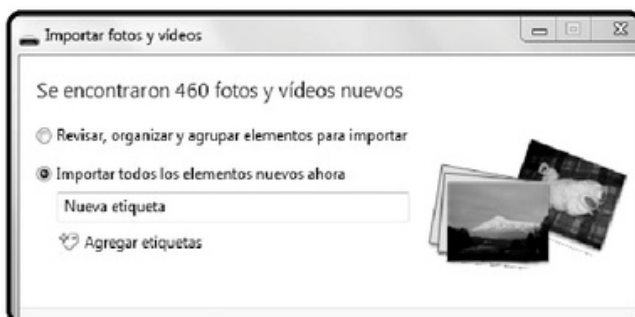 Importar fotos y vídeos
Se encontraron 460 fotos y vídeos nuevos
Revisar, organizar y agrupar elementos para importar
Importar todos los elementos nuevos ahora
Nueva etiqueta
Agregar etiquetas